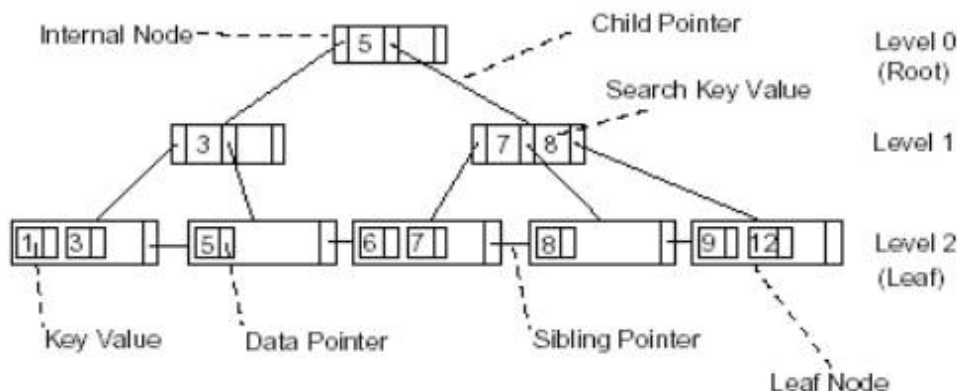 Internal Node
5
Child Pointer
Level 0
(Root)
Search Key Value
3
7 8
Level 1
1 3 5 6 7 8 9 12
Level 2
(Leaf)
Key Value
Data Pointer
Sibling Pointer
Leaf Node